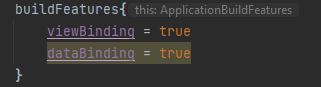 buildFeatures{ this: ApplicationBuildFeatures
viewBinding = true
dataBinding = true
}